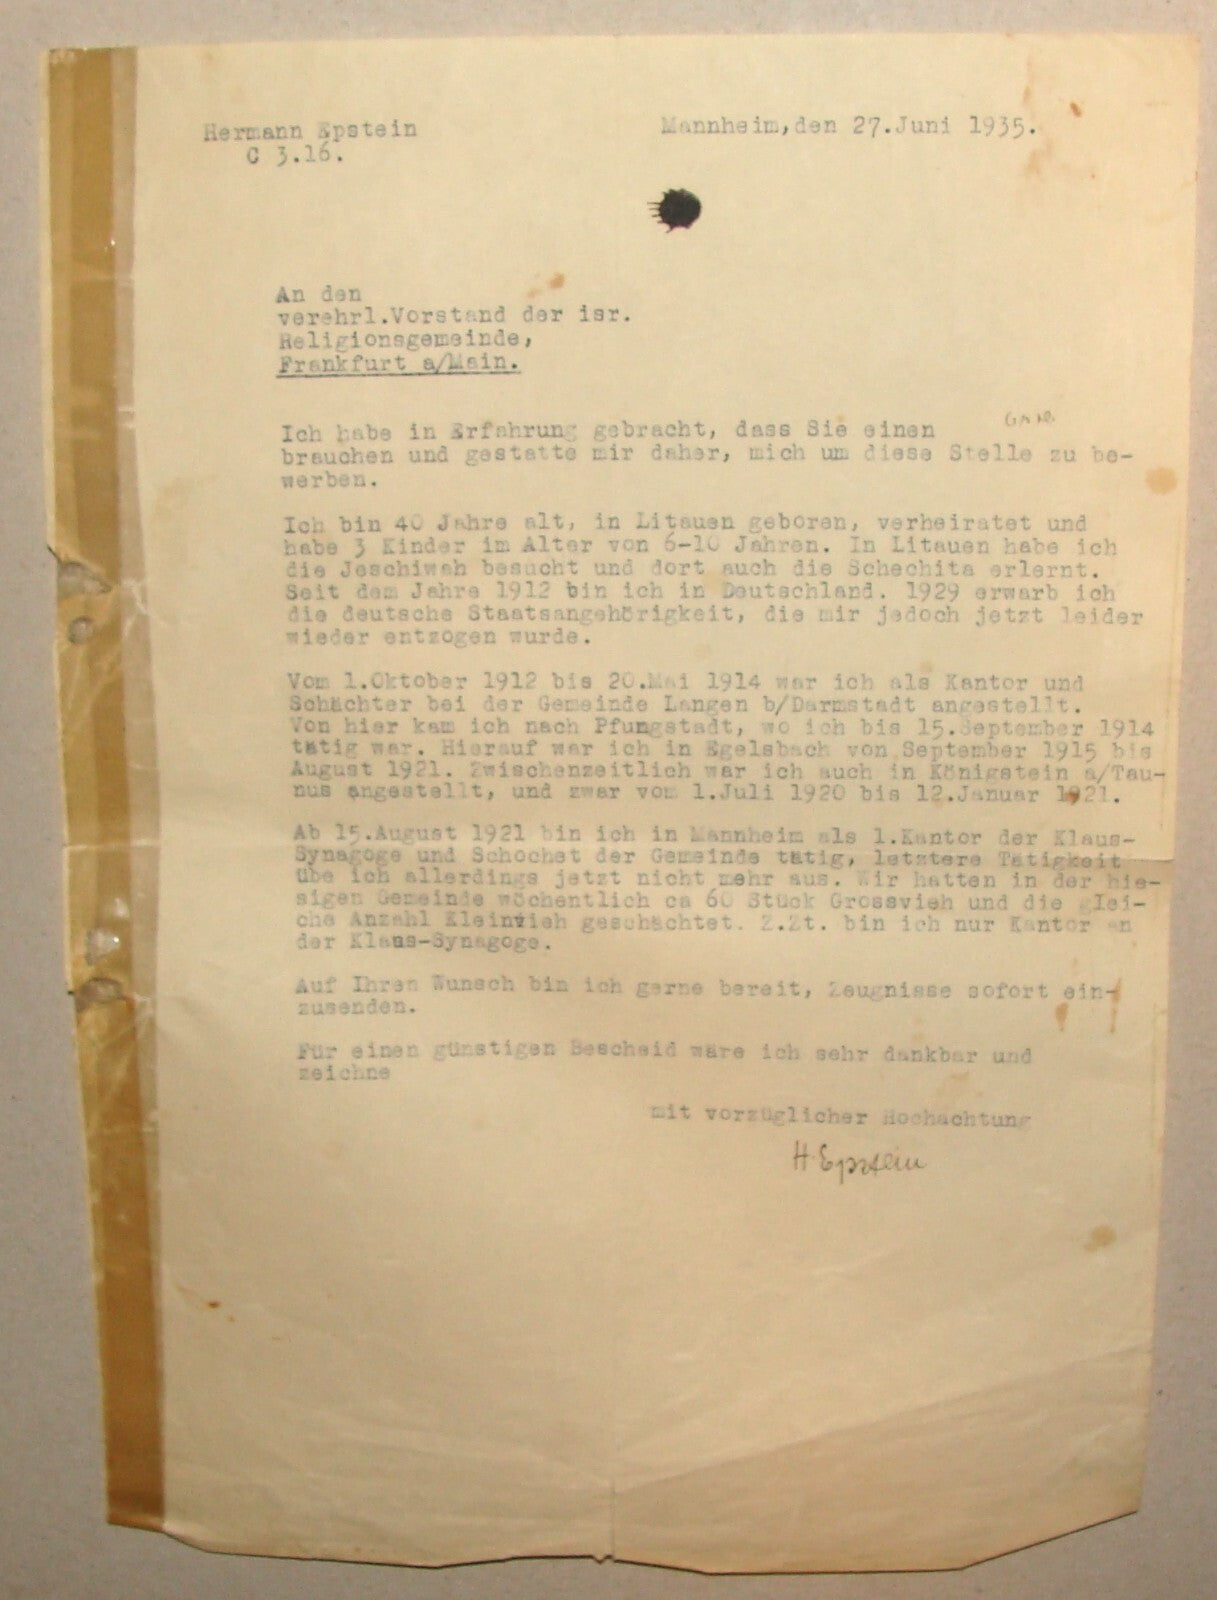 Hermann Epstein
C 3.16.
Mannheim,den 27.Juni 1935.
An den
verehrl.Vorstand der isr.
Religionsgemeinde,
Frankfurt a/Main.
Ich habe in Erfahrung gebracht, dass Sie einen
brauchen und gestatte mir daher, mich um diese Stelle zu be-
werben.
Ich bin 40 Jahre alt, in Litauen geboren, verheiratet und
habe 3 Kinder im Alter von 6-10 Jahren. In Litauen habe ich
die Jeschiwah besucht und dort auch die Schechita erlernt.
Seit dem Jahre 1912 bin ich in Deutschland. 1929 erwarb ich
die deutsche Staatsangehörigkeit, die mir jedoch jetzt leider
wieder entzogen wurde.
Vom 1.Oktober 1912 bis 20.Mai 1914 war ich als Kantor und
Schächter bei der Gemeinde Langen b/Darmstadt angestellt.
Von hier kam ich nach Pfungstadt, wo ich bis 15.September 1914
tätig war. Hierauf war ich in Egelsbach von September 1915 bis
August 1921. Zwischenzeitlich war ich auch in Königstein a/Tau-
nus angestellt, und zwar vom 1.Juli 1920 bis 12.Januar 1921.
Ab 15.August 1921 bin ich in Mannheim als 1.Kantor der Klaus-
Synagoge und Schochet der Gemeinde tätig, letztere Tätigkeit
übe ich allerdings jetzt nicht mehr aus. Wir hatten in der hie-
sigen Gemeinde wöchentlich ca 60 Stück Grossvieh und die glei-
che Anzahl Kleinvieh geschächtet. Z.Zt. bin ich nur Kantor an
der Klaus-Synagoge.
Auf Ihren Wunsch bin ich gerne bereit, Zeugnisse sofort ein-
zusenden.
Für einen günstigen Bescheid wäre ich sehr dankbar und
zeichne
mit vorzüglicher Hochachtung
H. Epstein